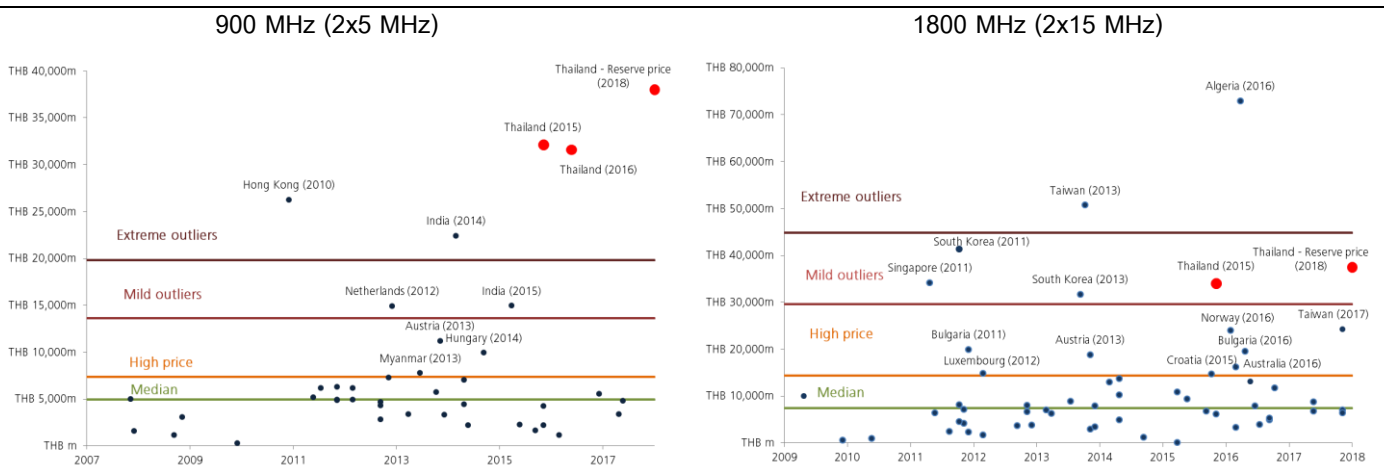 900 MHz (2x5 MHz)
THB 40,000m
THB 35,000m
THB 30,000m
THB 25,000m
THB 20,000m
THB 15,000m
THB 10,000m
THB 5,000m
THB m
2007
2009
2011
2013
2015
2017
Thailand - Reserve price
(2018)
Thailand (2015)
Thailand (2016)
Hong Kong (2010)
India (2014)
Extreme outliers
Mild outliers
Netherlands (2012)
India (2015)
Austria (2013)
Hungary (2014)
High price
Myanmar (2013)
Median
1800 MHz (2x15 MHz)
THB 80,000m
THB 70,000m
THB 60,000m
THB 50,000m
THB 40,000m
THB 30,000m
THB 20,000m
THB 10,000m
THB m
2009
2010
2011
2012
2013
2014
2015
2016
2017
2018
Algeria (2016)
Taiwan (2013)
Extreme outliers
South Korea (2011)
Thailand - Reserve price
(2018)
Mild outliers
Singapore (2011)
South Korea (2013)
Thailand (2015)
Norway (2016)
Taiwan (2017)
High price
Bulgaria (2011)
Austria (2013)
Bulgaria (2016)
Luxembourg (2012)
Croatia (2015)
Australia (2016)
Median